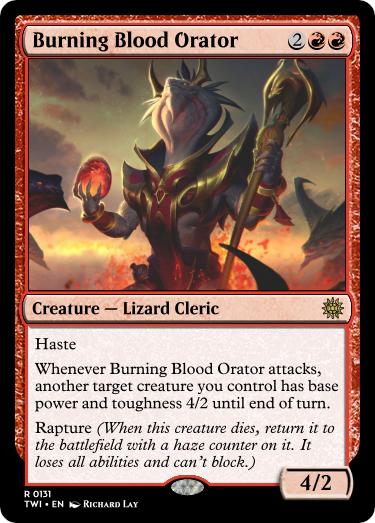 Burning Blood Orator 2
Creature — Lizard Cleric
Haste
Whenever Burning Blood Orator attacks,
another target creature you control has base
power and toughness 4/2 until end of turn.
Rapture (When this creature dies, return it to
the battlefield with a haze counter on it. It
loses all abilities and can't block.)
4/2
R 0131
TWI • EN Richard Lay